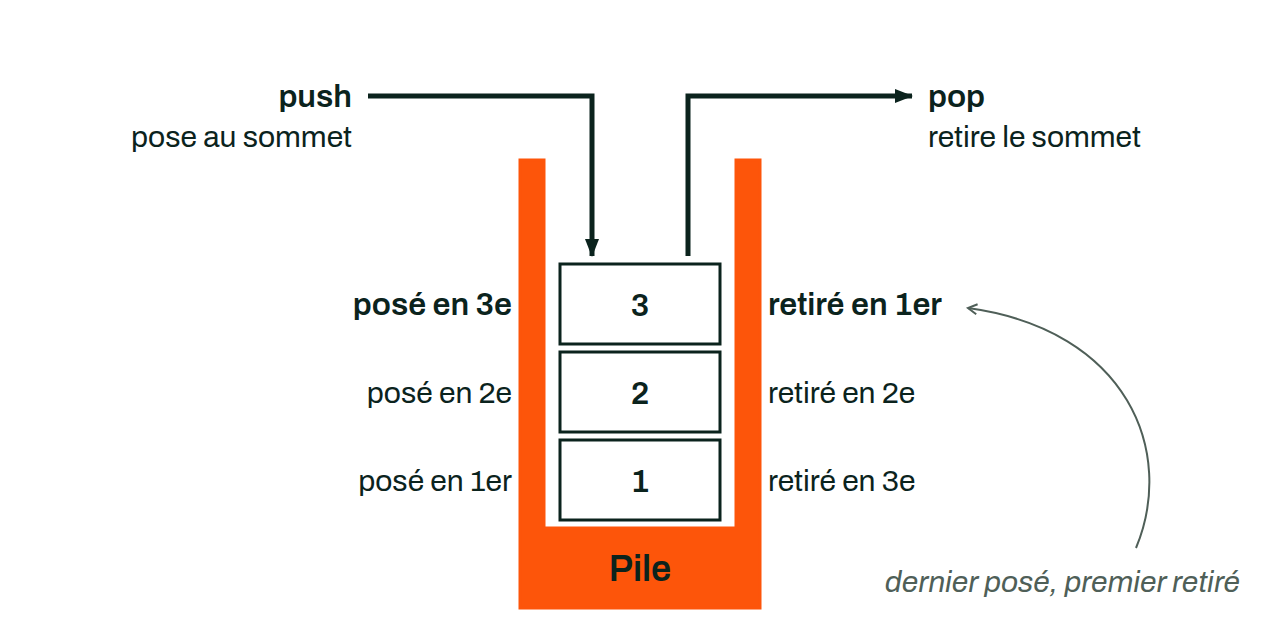 push
pose au sommet
pop
retire le sommet
posé en 3e
3
retiré en 1er
posé en 2e
2
retiré en 2e
posé en 1er
1
retiré en 3e
Pile
dernier posé, premier retiré